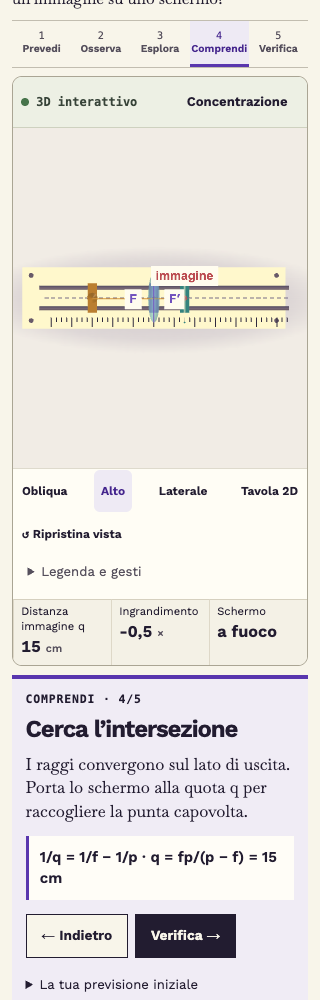 un'immagine su uno schermo?
1
Prevedi
2
Osserva
3
Esplora
4
Comprendi
5
Verifica
3D interattivo
Concentrazione
immagine
F
F′
Obliqua
Alto
Laterale
Tavola 2D
↺ Ripristina vista
▶ Legenda e gesti
Distanza
immagine q
15 cm
Ingrandimento
-0,5 ×
Schermo
a fuoco
COMPRENDI · 4/5
Cerca l’intersezione
I raggi convergono sul lato di uscita.
Porta lo schermo alla quota q per
raccogliere la punta capovolta.
1/q = 1/f − 1/p · q = fp/(p − f) = 15
cm
← Indietro
Verifica →
▶ La tua previsione iniziale